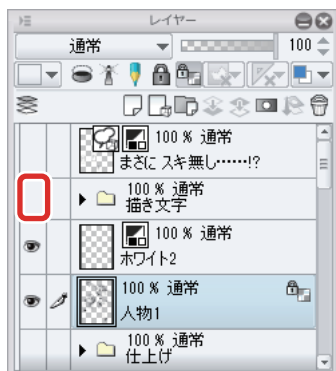 レイヤー
通常 100
100 % 通常
まさに スキ無し……!?
100 % 通常
描き文字
100 % 通常
ホワイト2
100 % 通常
人物1
100 % 通常
仕上げ